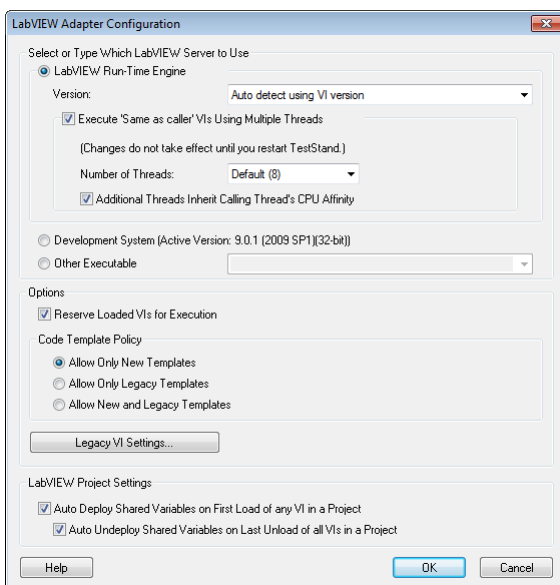 LabVIEW Adapter Configuration
Select or Type Which LabVIEW Server to Use
LabVIEW Run-Time Engine
Version: Auto detect using VI version
Execute 'Same as caller' VIs Using Multiple Threads
(Changes do not take effect until you restart TestStand.)
Number of Threads: Default (8)
Additional Threads Inherit Calling Thread's CPU Affinity
Development System (Active Version: 9.0.1 (2009 SP1)(32-bit))
Other Executable
Options
Reserve Loaded VIs for Execution
Code Template Policy
Allow Only New Templates
Allow Only Legacy Templates
Allow New and Legacy Templates
Legacy VI Settings...
LabVIEW Project Settings
Auto Deploy Shared Variables on First Load of any VI in a Project
Auto Undeploy Shared Variables on Last Unload of all VIs in a Project
Help OK Cancel